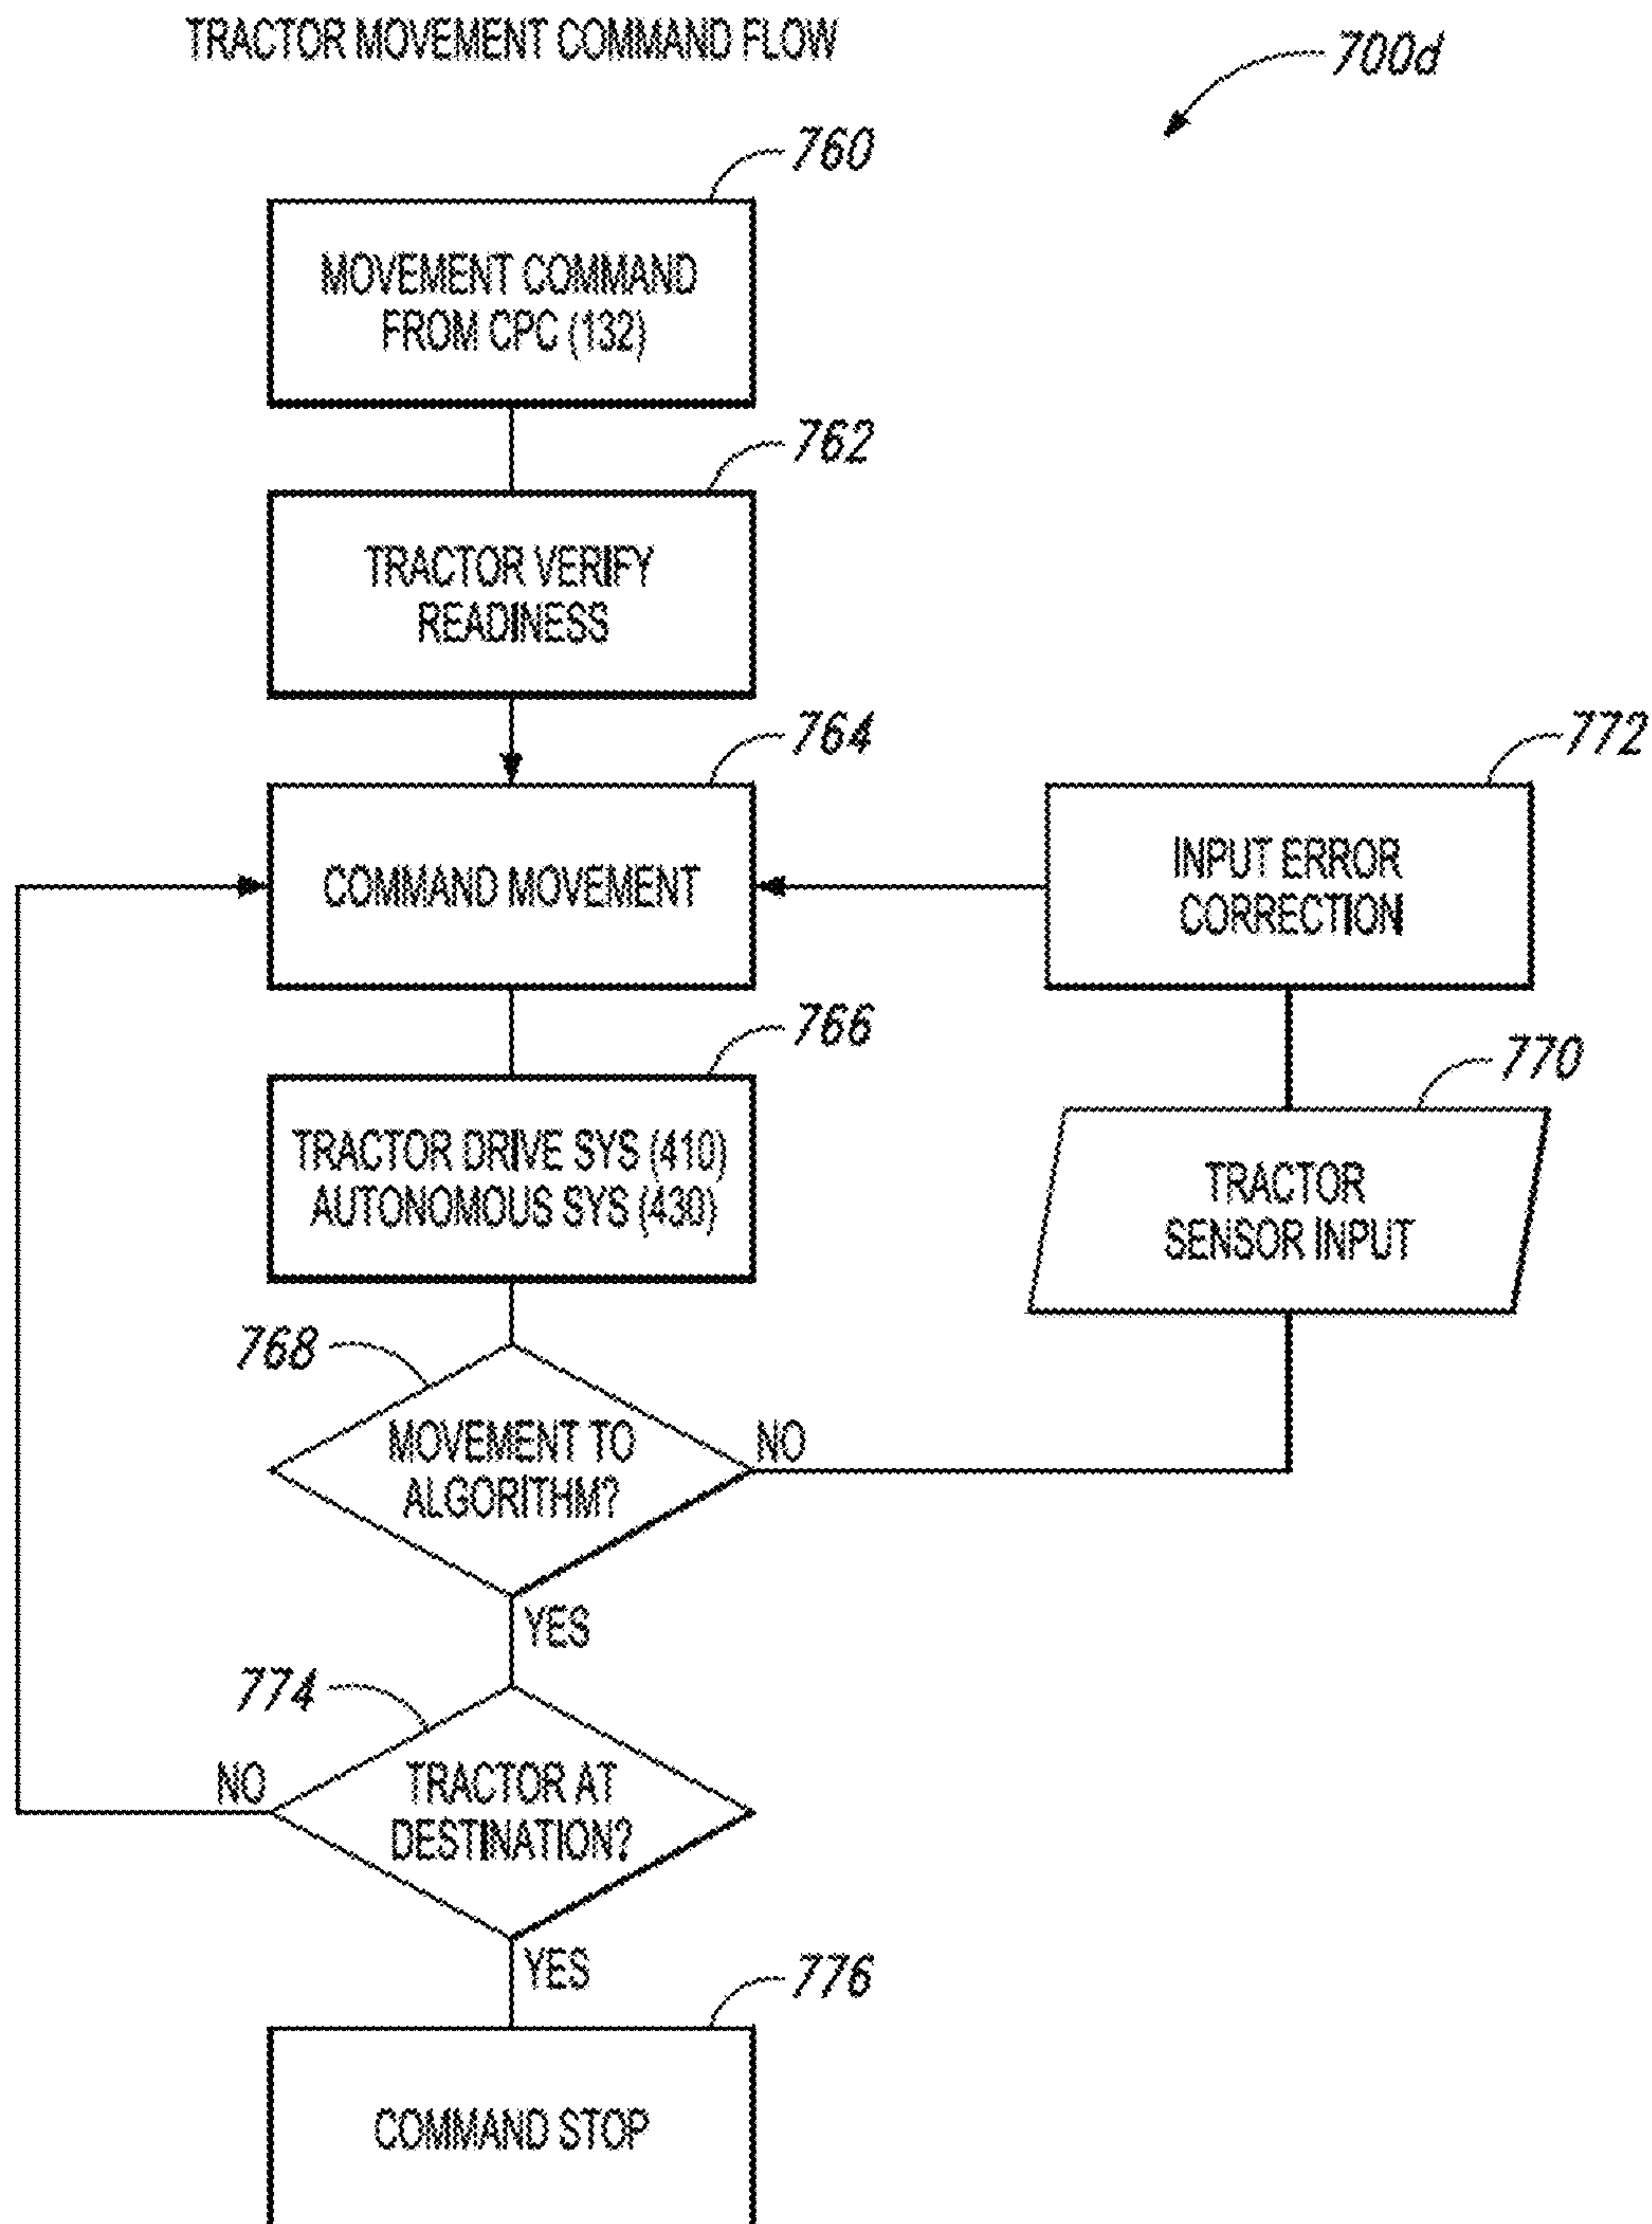 TRACTOR MOVEMENT COMMAND FLOW
700d
760
MOVEMENT COMMAND
FROM CPC (132)
762
TRACTOR VERIFY
READINESS
764
COMMAND MOVEMENT
772
INPUT ERROR
CORRECTION
766
TRACTOR DRIVE SYS (410)
AUTONOMOUS SYS (430)
770
TRACTOR
SENSOR INPUT
768
MOVEMENT TO
ALGORITHM?
NO
YES
774
TRACTOR AT
DESTINATION?
NO
YES
776
COMMAND STOP